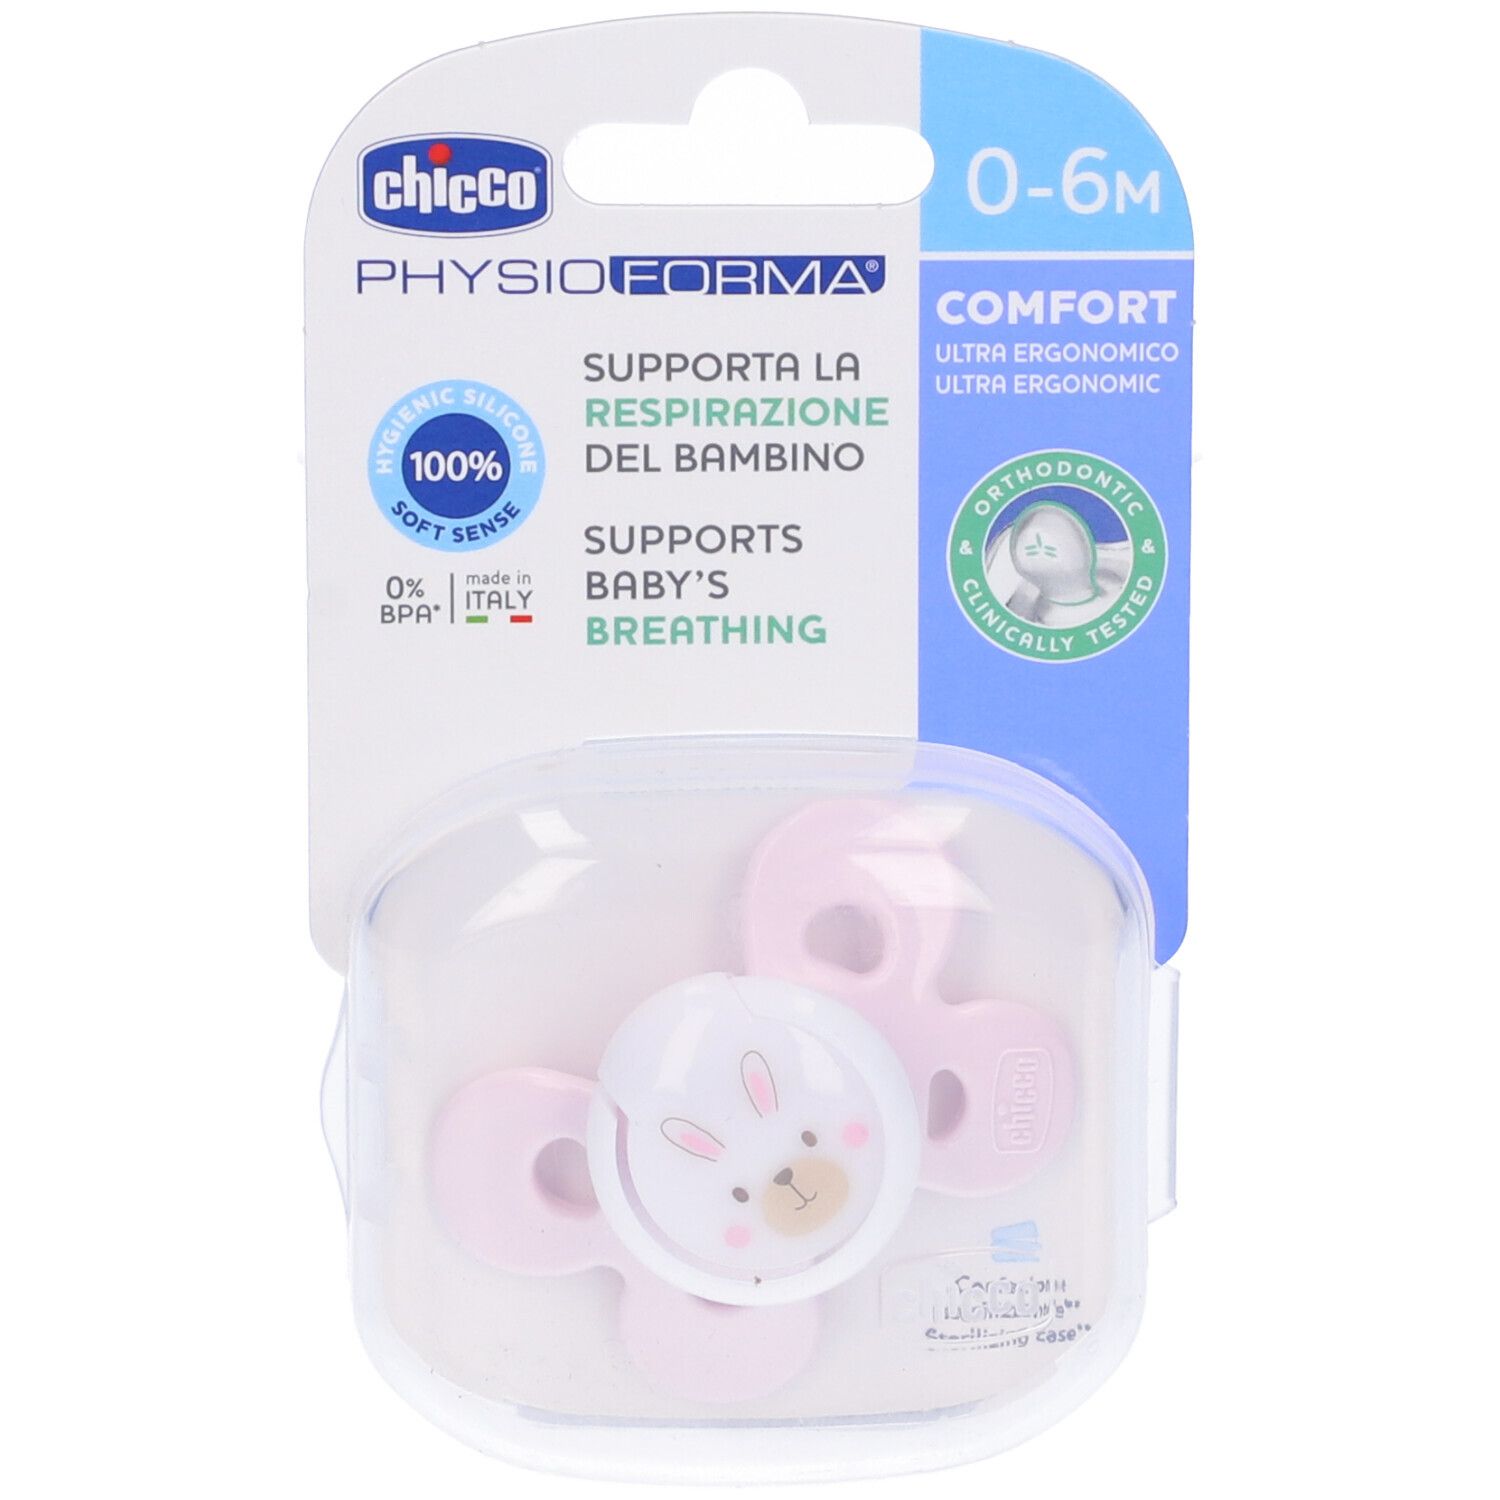 chicco
PHYSIOFORMA®
0-6M
COMFORT
ULTRA ERGONOMICO
ULTRA ERGONOMIC
SUPPORTA LA
RESPIRAZIONE
DEL BAMBINO
SUPPORTS
BABY'S
BREATHING
HYGIENIC SILICONE
100%
SOFT SENSE
0%
BPA*
made in
ITALY
ORTHODONTIC
& &
CLINICALLY TESTED
chicco
chicco
Sterilizing case**